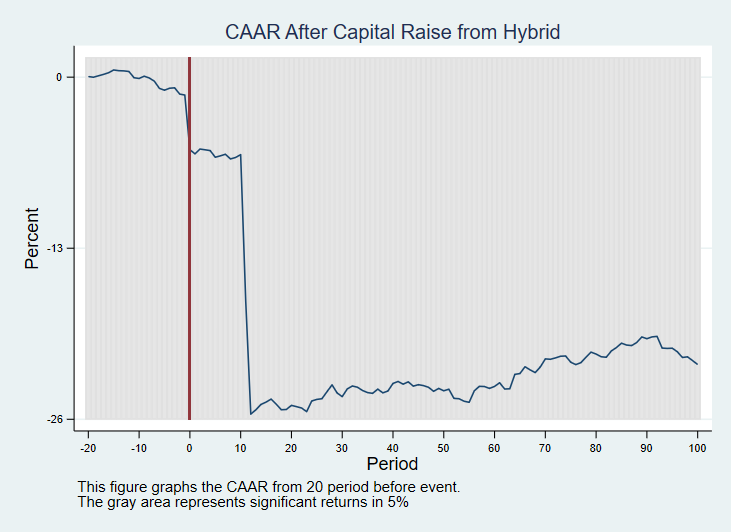 CAAR After Capital Raise from Hybrid
Percent
0
-13
-26
-20 -10 0 10 20 30 40 50 60 70 80 90 100
Period
This figure graphs the CAAR from 20 period before event.
The gray area represents significant returns in 5%